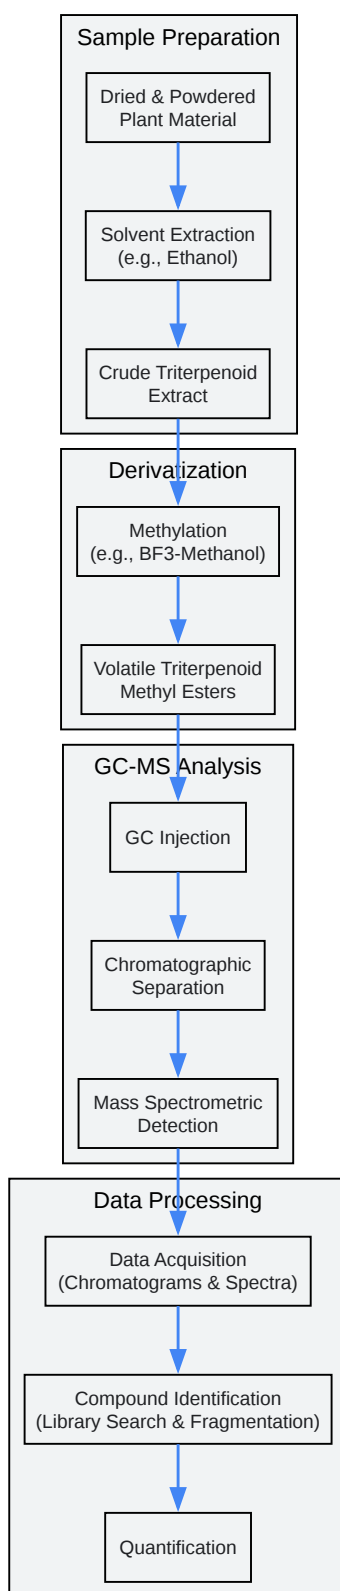 Sample Preparation
Dried & Powdered
Plant Material
Solvent Extraction
(e.g., Ethanol)
Crude Triterpenoid
Extract
Derivatization
Methylation
(e.g., BF3-Methanol)
Volatile Triterpenoid
Methyl Esters
GC-MS Analysis
GC Injection
Chromatographic
Separation
Mass Spectrometric
Detection
Data Processing
Data Acquisition
(Chromatograms & Spectra)
Compound Identification
(Library Search & Fragmentation)
Quantification